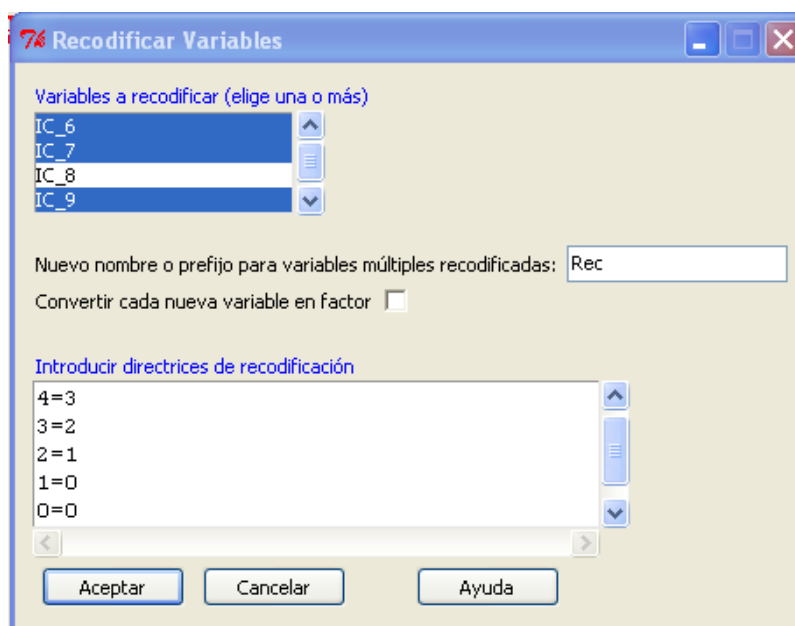 Recodificar Variables
Variables a recodificar (elige una o más)
IC_6
IC_7
IC_8
IC_9
Nuevo nombre o prefijo para variables múltiples recodificadas: Rec
Convertir cada nueva variable en factor
Introducir directrices de recodificación
4=3
3=2
2=1
1=0
0=0
Aceptar Cancelar Ayuda